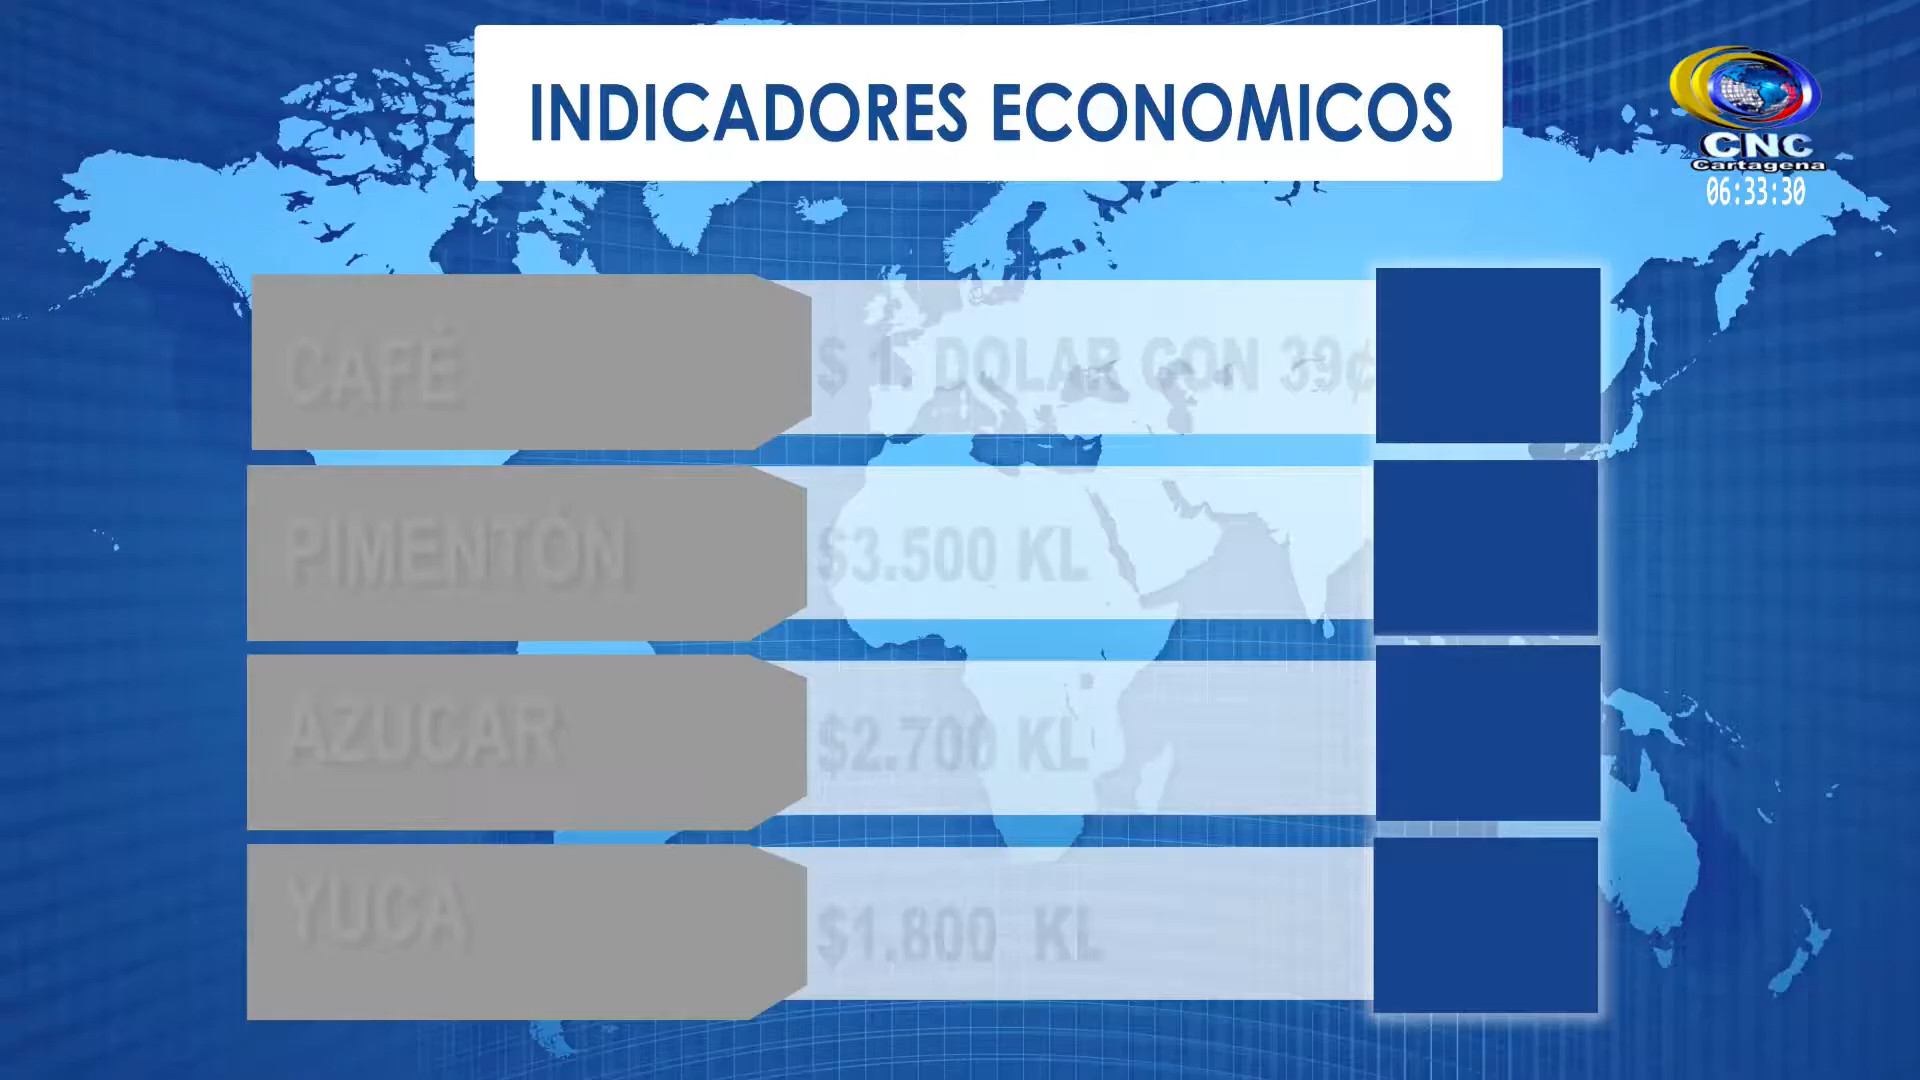 INDICADORES ECONOMICOS
CNC
Cartagena
06:33:30
CAFÉ
$ 1. DOLAR CON 39¢
PIMENTÓN
$3.500 KL
AZUCAR
$2.700 KL
YUCA
$1.800 KL